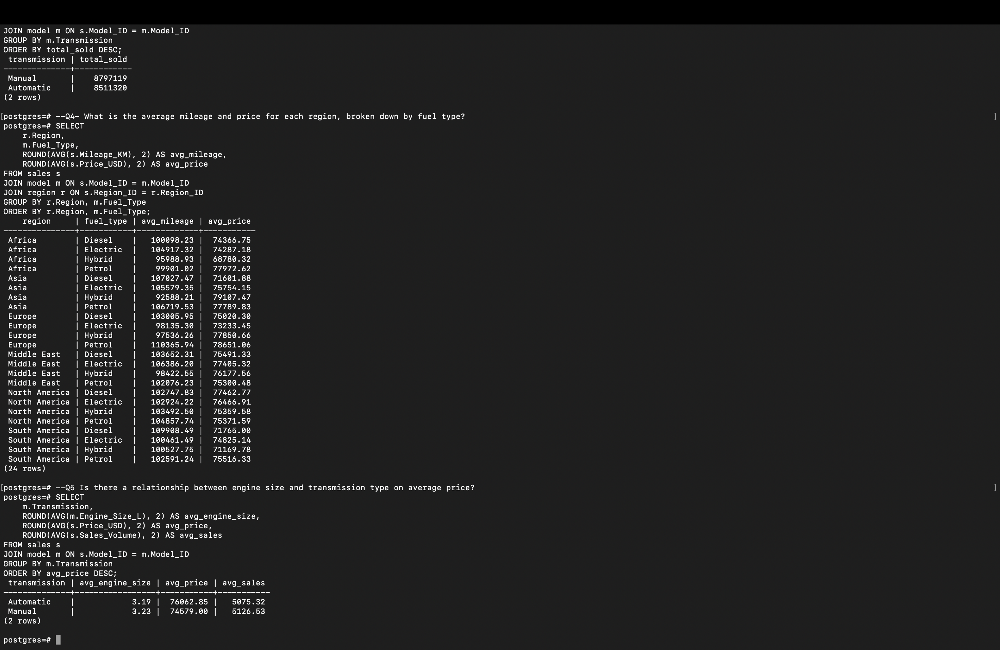 JOIN model m ON s.Model_ID = m.Model_ID
GROUP BY m.Transmission
ORDER BY total_sold DESC;
 transmission | total_sold
--------------+------------
 Manual       |    8797119
 Automatic    |    8511320
(2 rows)

[postgres=# --Q4- What is the average mileage and price for each region, broken down by fuel type? ]
postgres=# SELECT
    r.Region,
    m.Fuel_Type,
    ROUND(AVG(s.Mileage_KM), 2) AS avg_mileage,
    ROUND(AVG(s.Price_USD), 2) AS avg_price
FROM sales s
JOIN model m ON s.Model_ID = m.Model_ID
JOIN region r ON s.Region_ID = r.Region_ID
GROUP BY r.Region, m.Fuel_Type
ORDER BY r.Region, m.Fuel_Type;
    region     | fuel_type | avg_mileage | avg_price
---------------+-----------+-------------+-----------
 Africa        | Diesel    |   100098.23 |  74366.75
 Africa        | Electric  |   104917.32 |  74287.18
 Africa        | Hybrid    |    95988.93 |  68780.32
 Africa        | Petrol    |    99901.02 |  77972.62
 Asia          | Diesel    |   107027.47 |  71601.88
 Asia          | Electric  |   105579.35 |  75754.15
 Asia          | Hybrid    |    92588.21 |  79107.47
 Asia          | Petrol    |   106719.53 |  77789.83
 Europe        | Diesel    |   103005.95 |  75020.30
 Europe        | Electric  |    98135.30 |  73233.45
 Europe        | Hybrid    |    97536.26 |  77850.66
 Europe        | Petrol    |   110365.94 |  78651.06
 Middle East   | Diesel    |   103652.31 |  75491.33
 Middle East   | Electric  |   106386.20 |  77405.32
 Middle East   | Hybrid    |    98422.55 |  76177.56
 Middle East   | Petrol    |   102076.23 |  75300.48
 North America | Diesel    |   102747.83 |  77462.77
 North America | Electric  |   102924.22 |  76466.91
 North America | Hybrid    |   103492.50 |  75359.58
 North America | Petrol    |   104857.74 |  75371.59
 South America | Diesel    |   109908.49 |  71765.00
 South America | Electric  |   100461.49 |  74825.14
 South America | Hybrid    |   100527.75 |  71169.78
 South America | Petrol    |   102591.24 |  75516.33
(24 rows)

[postgres=# --Q5 Is there a relationship between engine size and transmission type on average price? ]
postgres=# SELECT
    m.Transmission,
    ROUND(AVG(m.Engine_Size_L), 2) AS avg_engine_size,
    ROUND(AVG(s.Price_USD), 2) AS avg_price,
    ROUND(AVG(s.Sales_Volume), 2) AS avg_sales
FROM sales s
JOIN model m ON s.Model_ID = m.Model_ID
GROUP BY m.Transmission
ORDER BY avg_price DESC;
 transmission | avg_engine_size | avg_price | avg_sales
--------------+-----------------+-----------+-----------
 Automatic    |            3.19 |  76062.85 |   5075.32
 Manual       |            3.23 |  74579.00 |   5126.53
(2 rows)

postgres=#